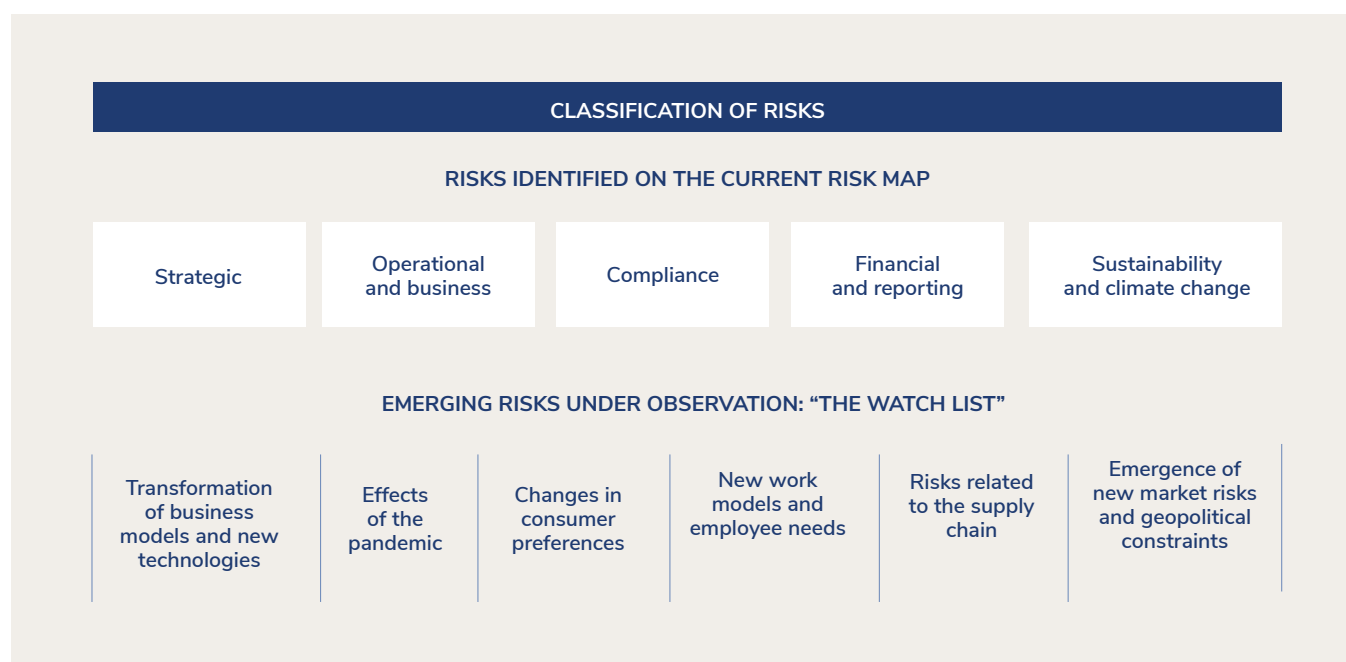 CLASSIFICATION OF RISKS
RISKS IDENTIFIED ON THE CURRENT RISK MAP
Strategic
Operational
and business
Compliance
Financial
and reporting
Sustainability
and climate change
EMERGING RISKS UNDER OBSERVATION: “THE WATCH LIST”
Transformation
of business
models and new
technologies
Effects
of the
pandemic
Changes in
consumer
preferences
New work
models and
employee needs
Risks related
to the supply
chain
Emergence of
new market risks
and geopolitical
constraints